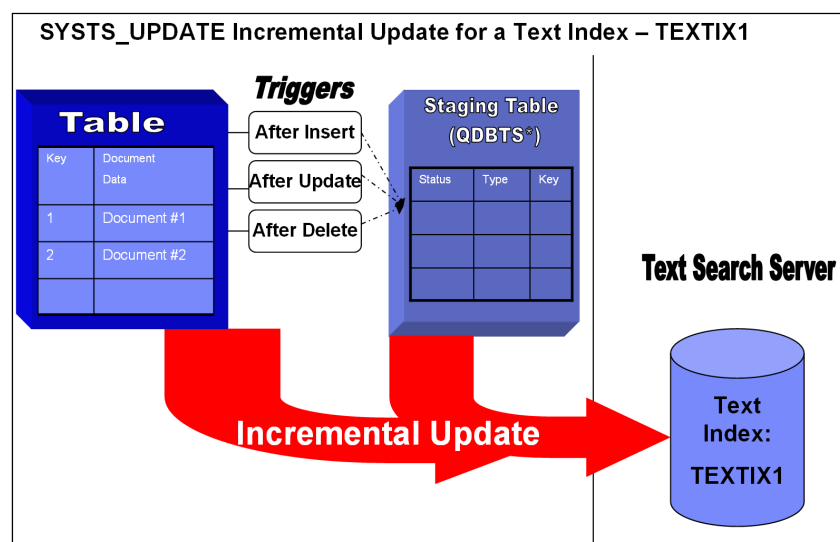 SYSTS_UPDATE Incremental Update for a Text Index – TEXTIX1
Triggers
Table
Key
Document
Data
1
Document #1
2
Document #2
After Insert
After Update
After Delete
Staging Table
(QDBTS*)
Status
Type
Key
Text Search Server
Text
Index:
TEXTIX1
Incremental Update